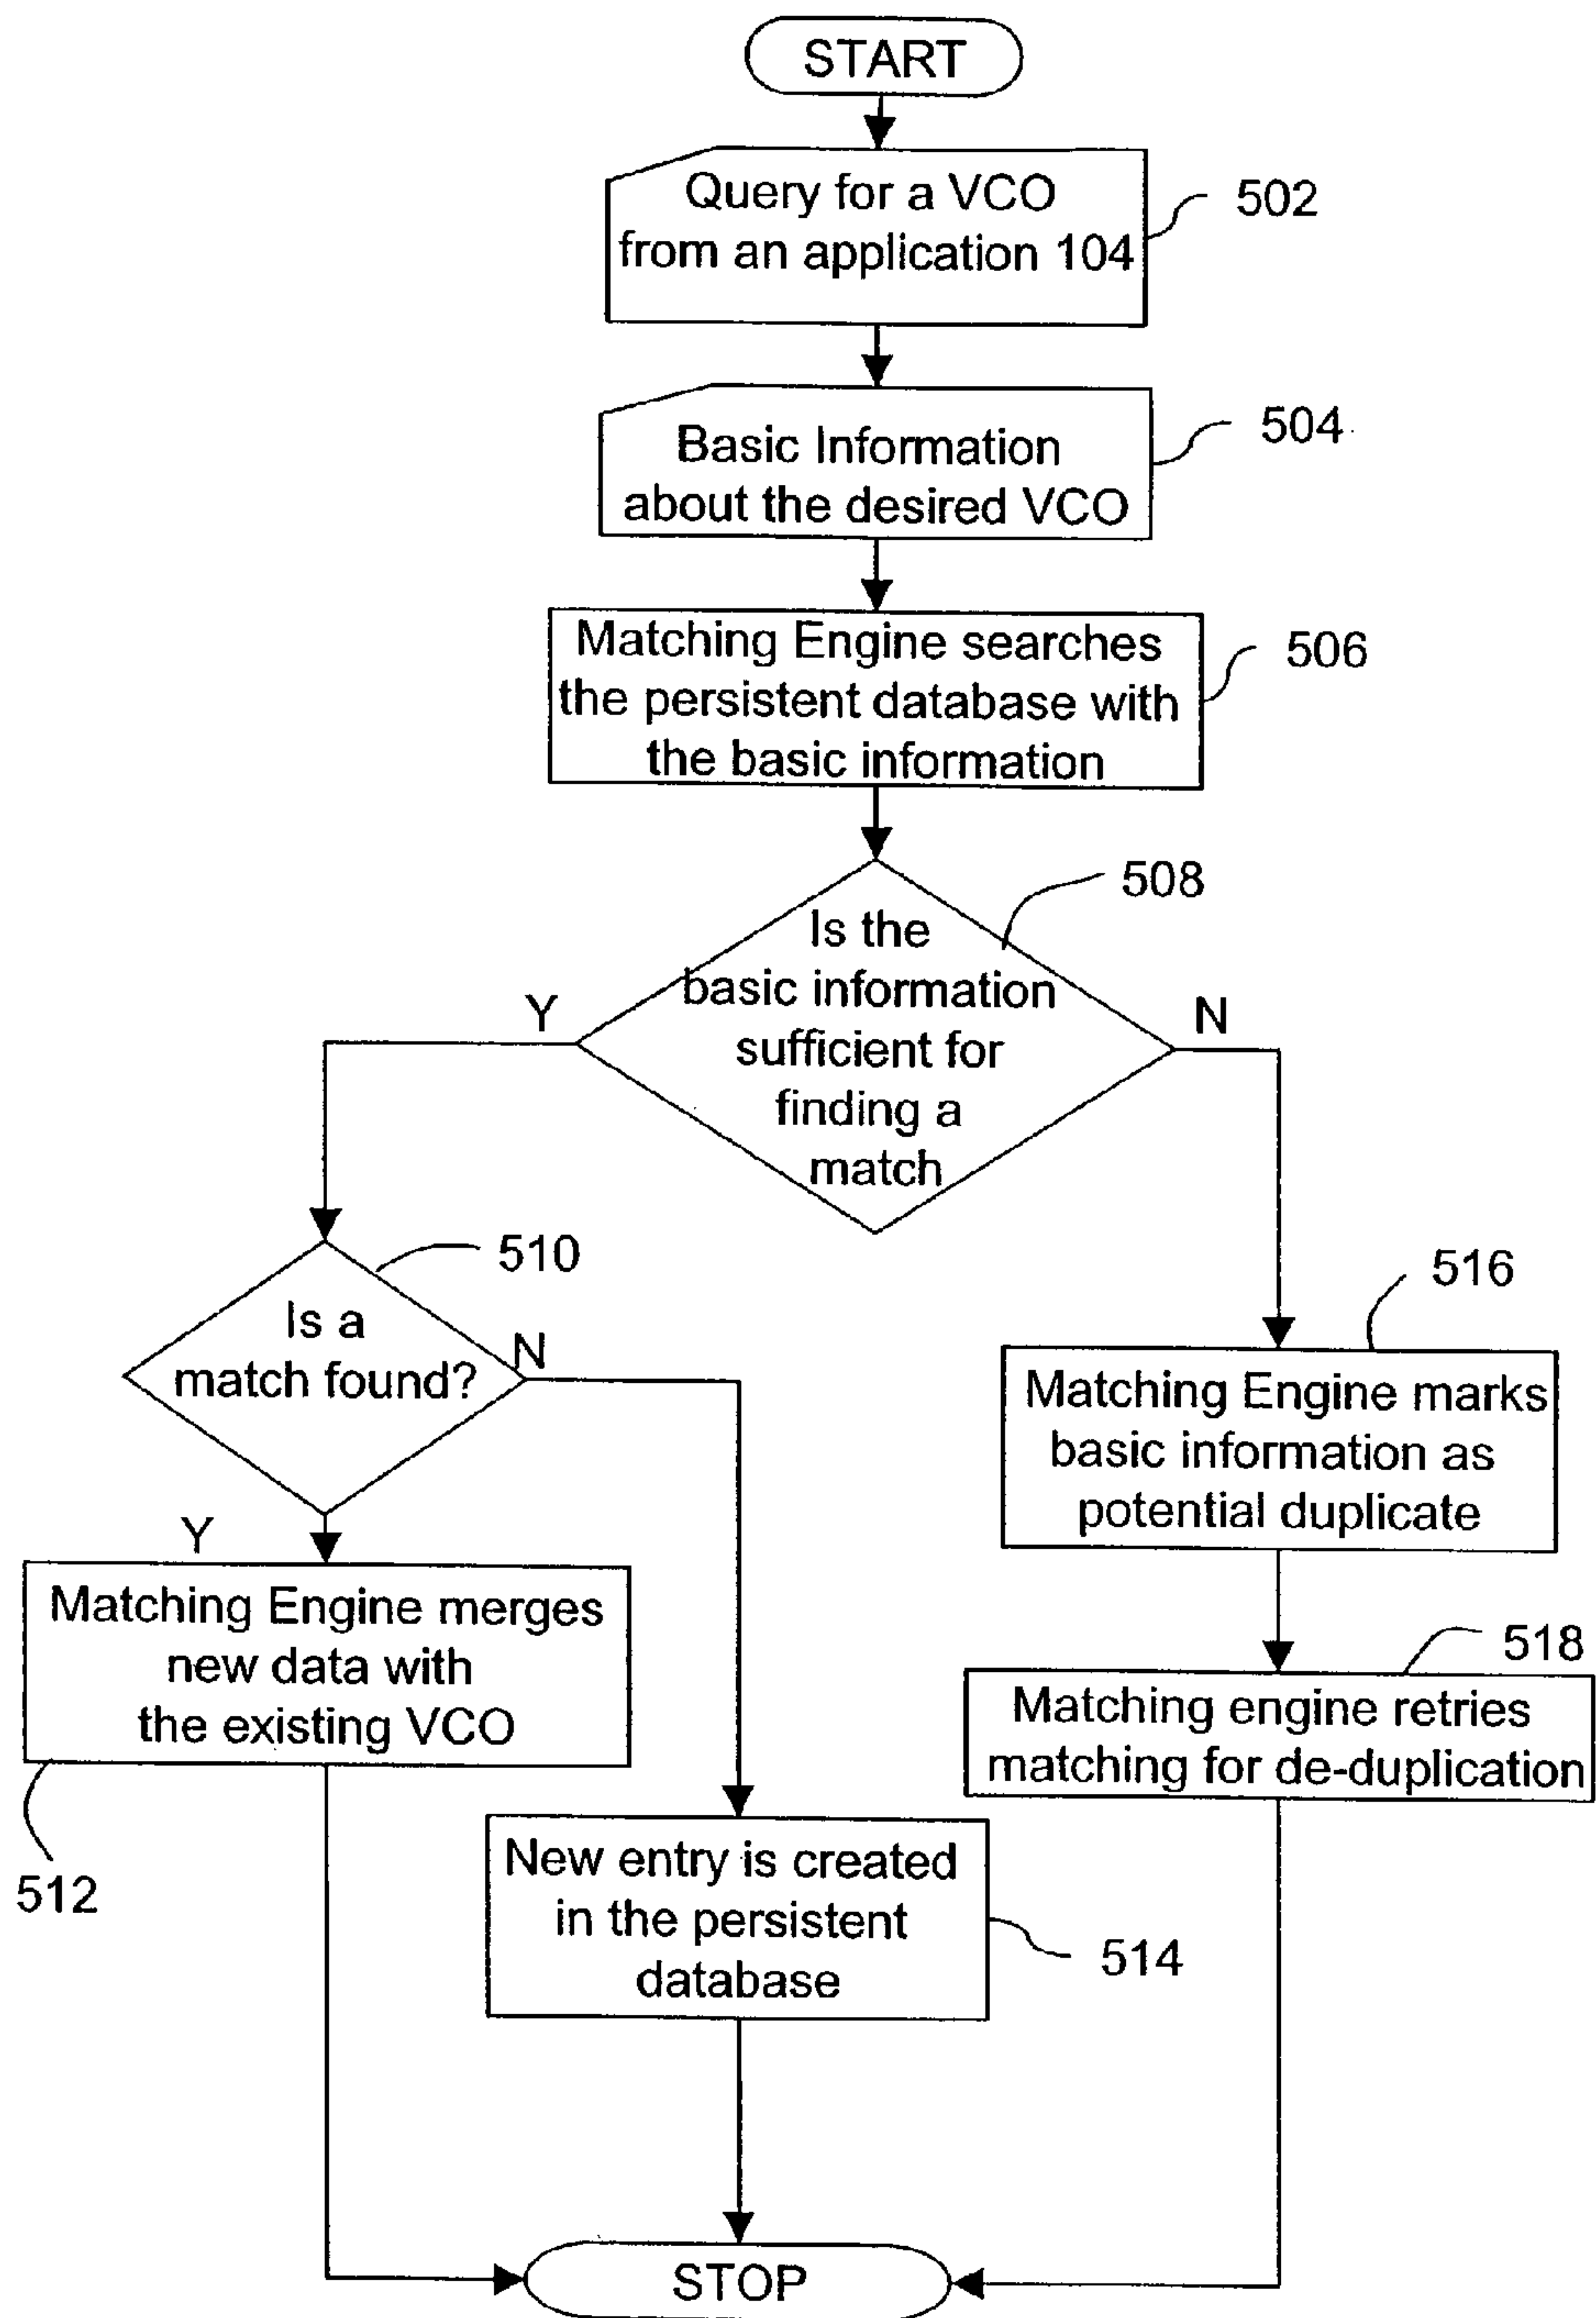 START
Query for a VCO
from an application 104
502
Basic Information
about the desired VCO
504
Matching Engine searches
the persistent database with
the basic information
506
508
Is the
basic information
sufficient for
finding a
match
Y
N
510
Is a
match found?
N
Y
516
Matching Engine marks
basic information as
potential duplicate
Matching Engine merges
new data with
the existing VCO
512
518
Matching engine retries
matching for de-duplication
New entry is created
in the persistent
database
514
STOP